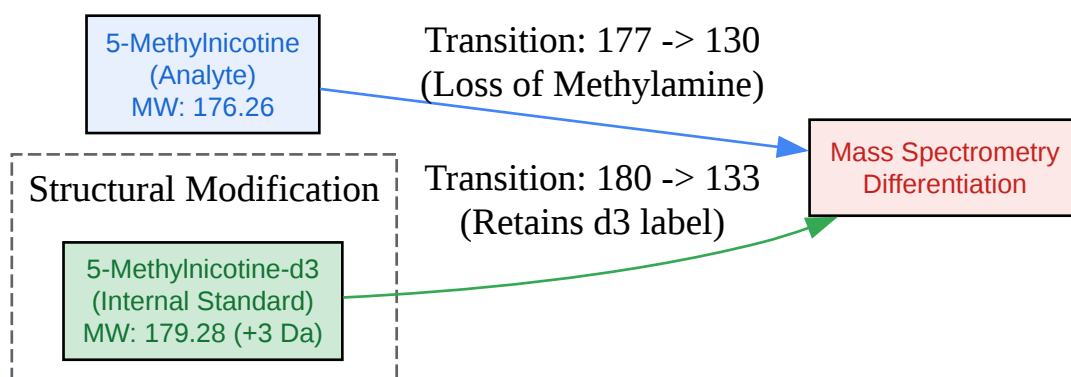 5-Methylnicotine
(Analyte)
MW: 176.26
Transition: 177 -> 130
(Loss of Methylamine)
Mass Spectrometry
Differentiation
Structural Modification
Transition: 180 -> 133
(Retains d3 label)
5-Methylnicotine-d3
(Internal Standard)
MW: 179.28 (+3 Da)